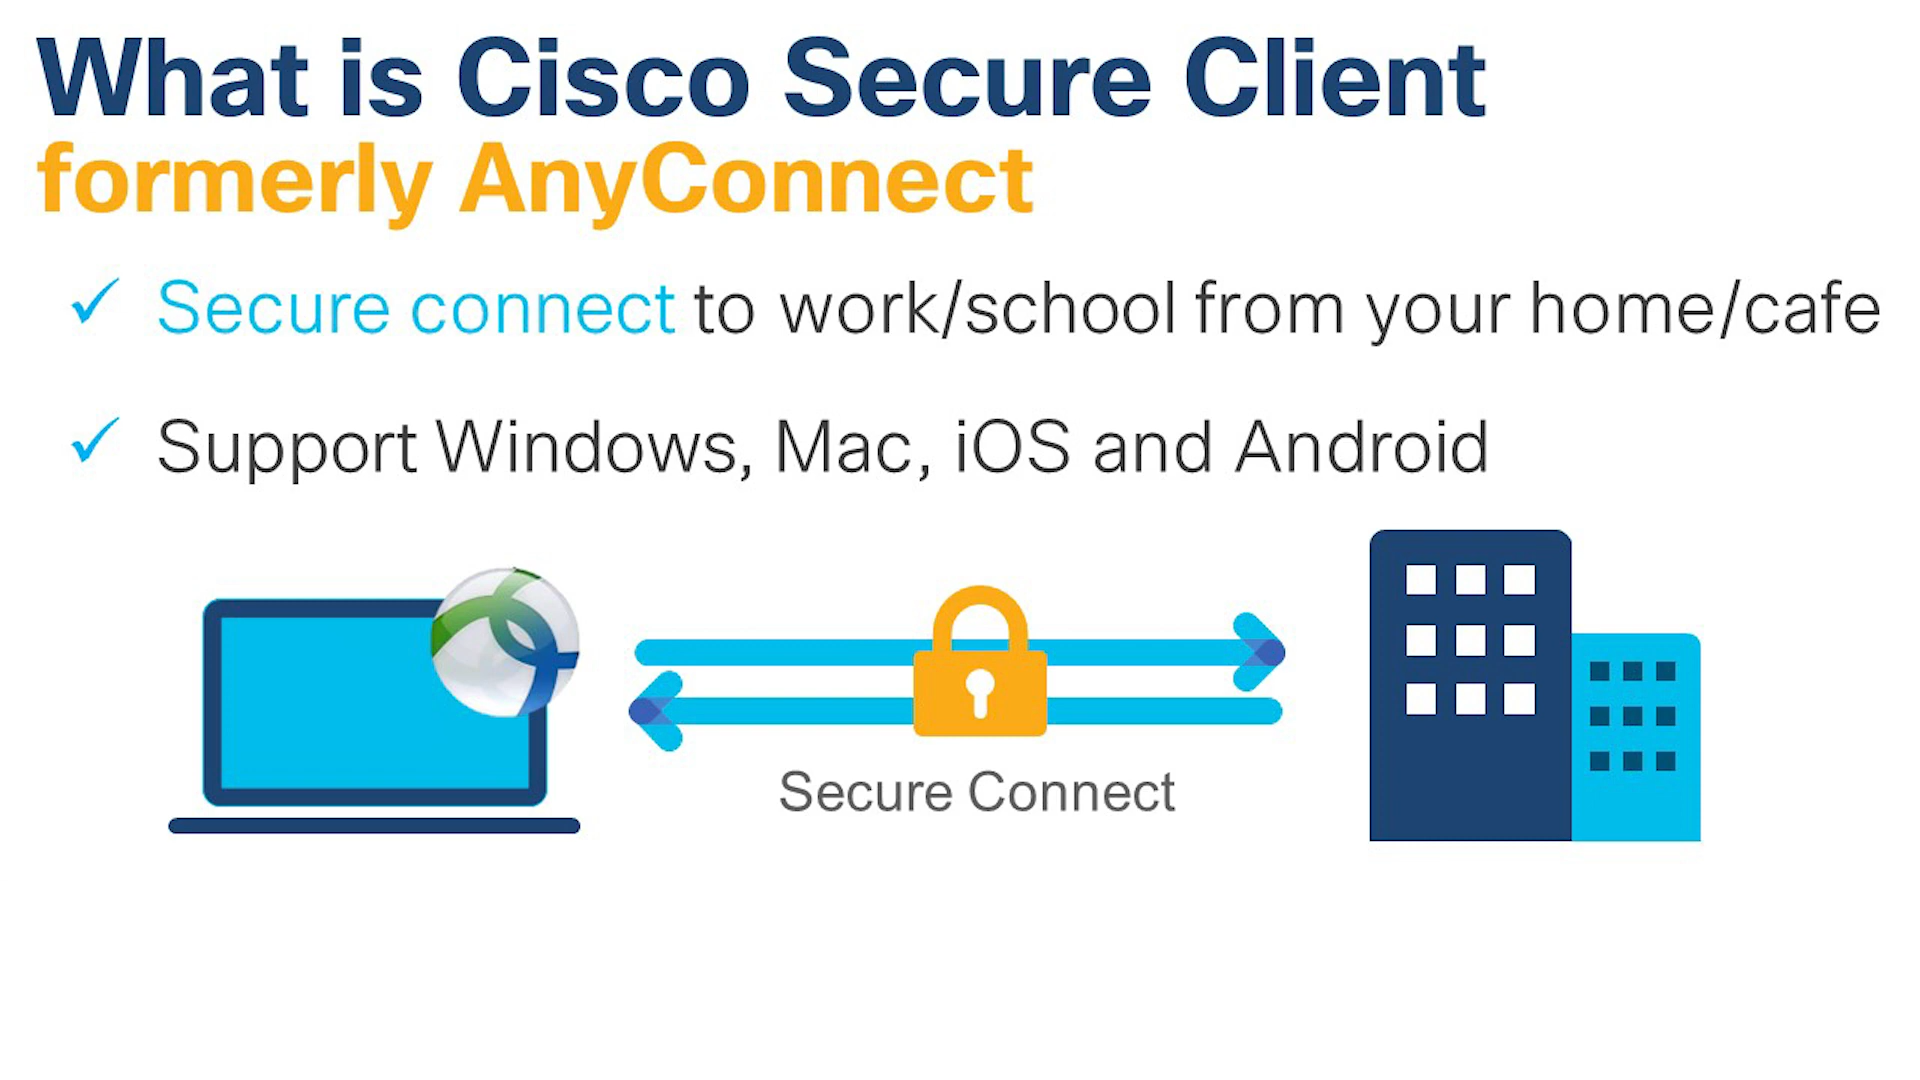 What is Cisco Secure Client
formerly AnyConnect
Secure connect to work/school from your home/cafe
Support Windows, Mac, iOS and Android
Secure Connect